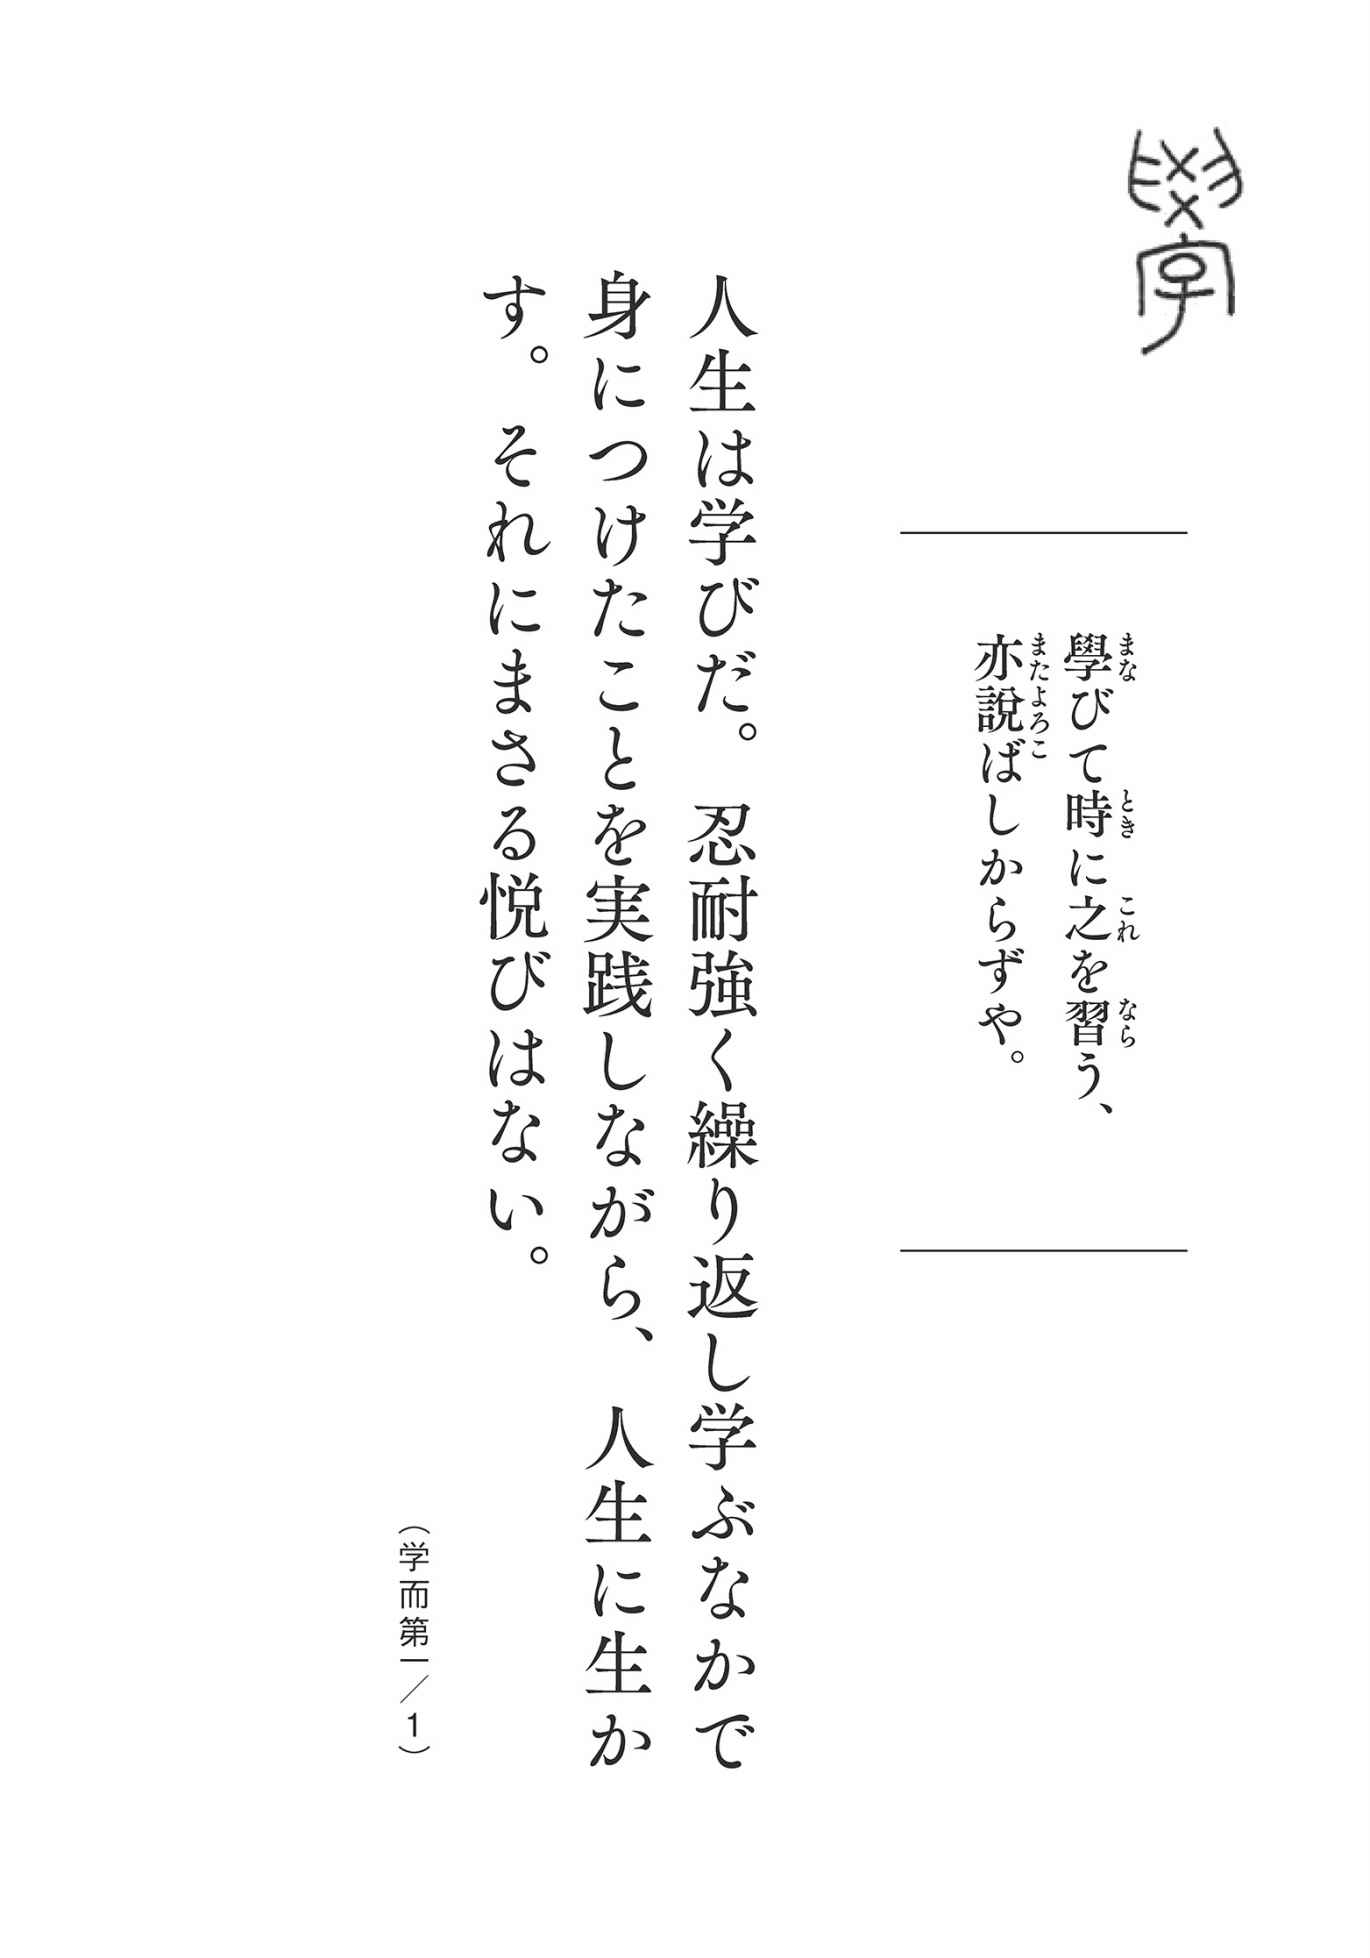 學
學びて時に之を習う、
亦說ばしからずや。
人生は学びだ。 忍耐強く繰り返し学ぶなかで
身につけたことを実践しながら、 人生に生か
す。 それにまさる悦びはない。
（学而第一／1）